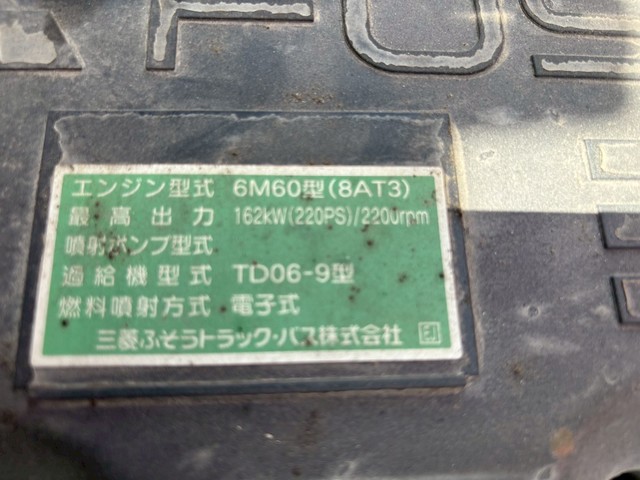 FUS
エンジン型式 6M60型(8AT3)
最高出力 162kW(220PS)/2200rpm
噴射ポンプ型式
過給機型式 TD06-9型
燃料噴射方式 電子式
三菱ふそうトラック・バス株式会社 印